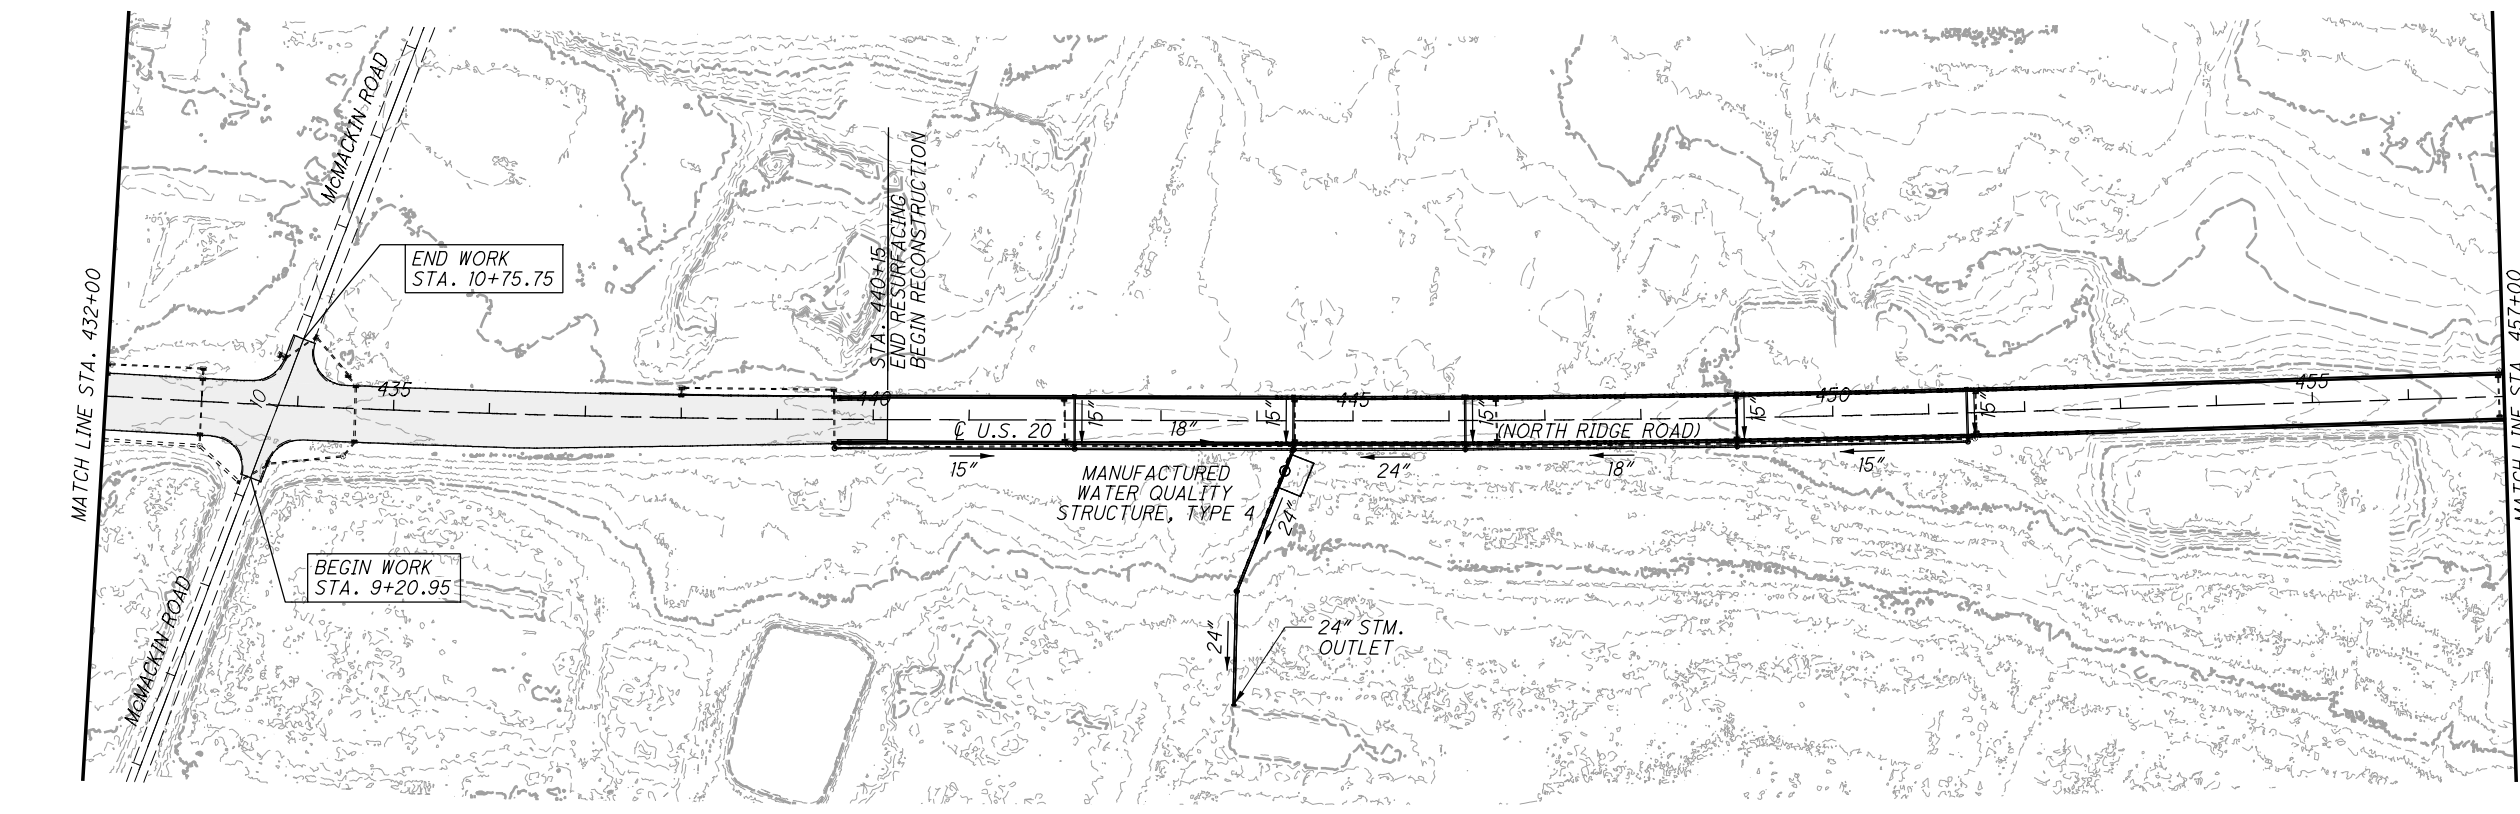 MATCH LINE STA. 432+00
McMACKIN ROAD
END WORK
STA. 10+75.75
10
435
STA. 440+15
END RESURFACING
BEGIN RECONSTRUCTION
440
445
450
455
℄ U.S. 20
15"
18"
15"
15"
(NORTH RIDGE ROAD)
15"
15"
15"
MANUFACTURED
WATER QUALITY
STRUCTURE, TYPE 4
24"
18"
15"
24"
BEGIN WORK
STA. 9+20.95
McMACKIN ROAD
24"
24" STM.
OUTLET
MATCH LINE STA. 457+00